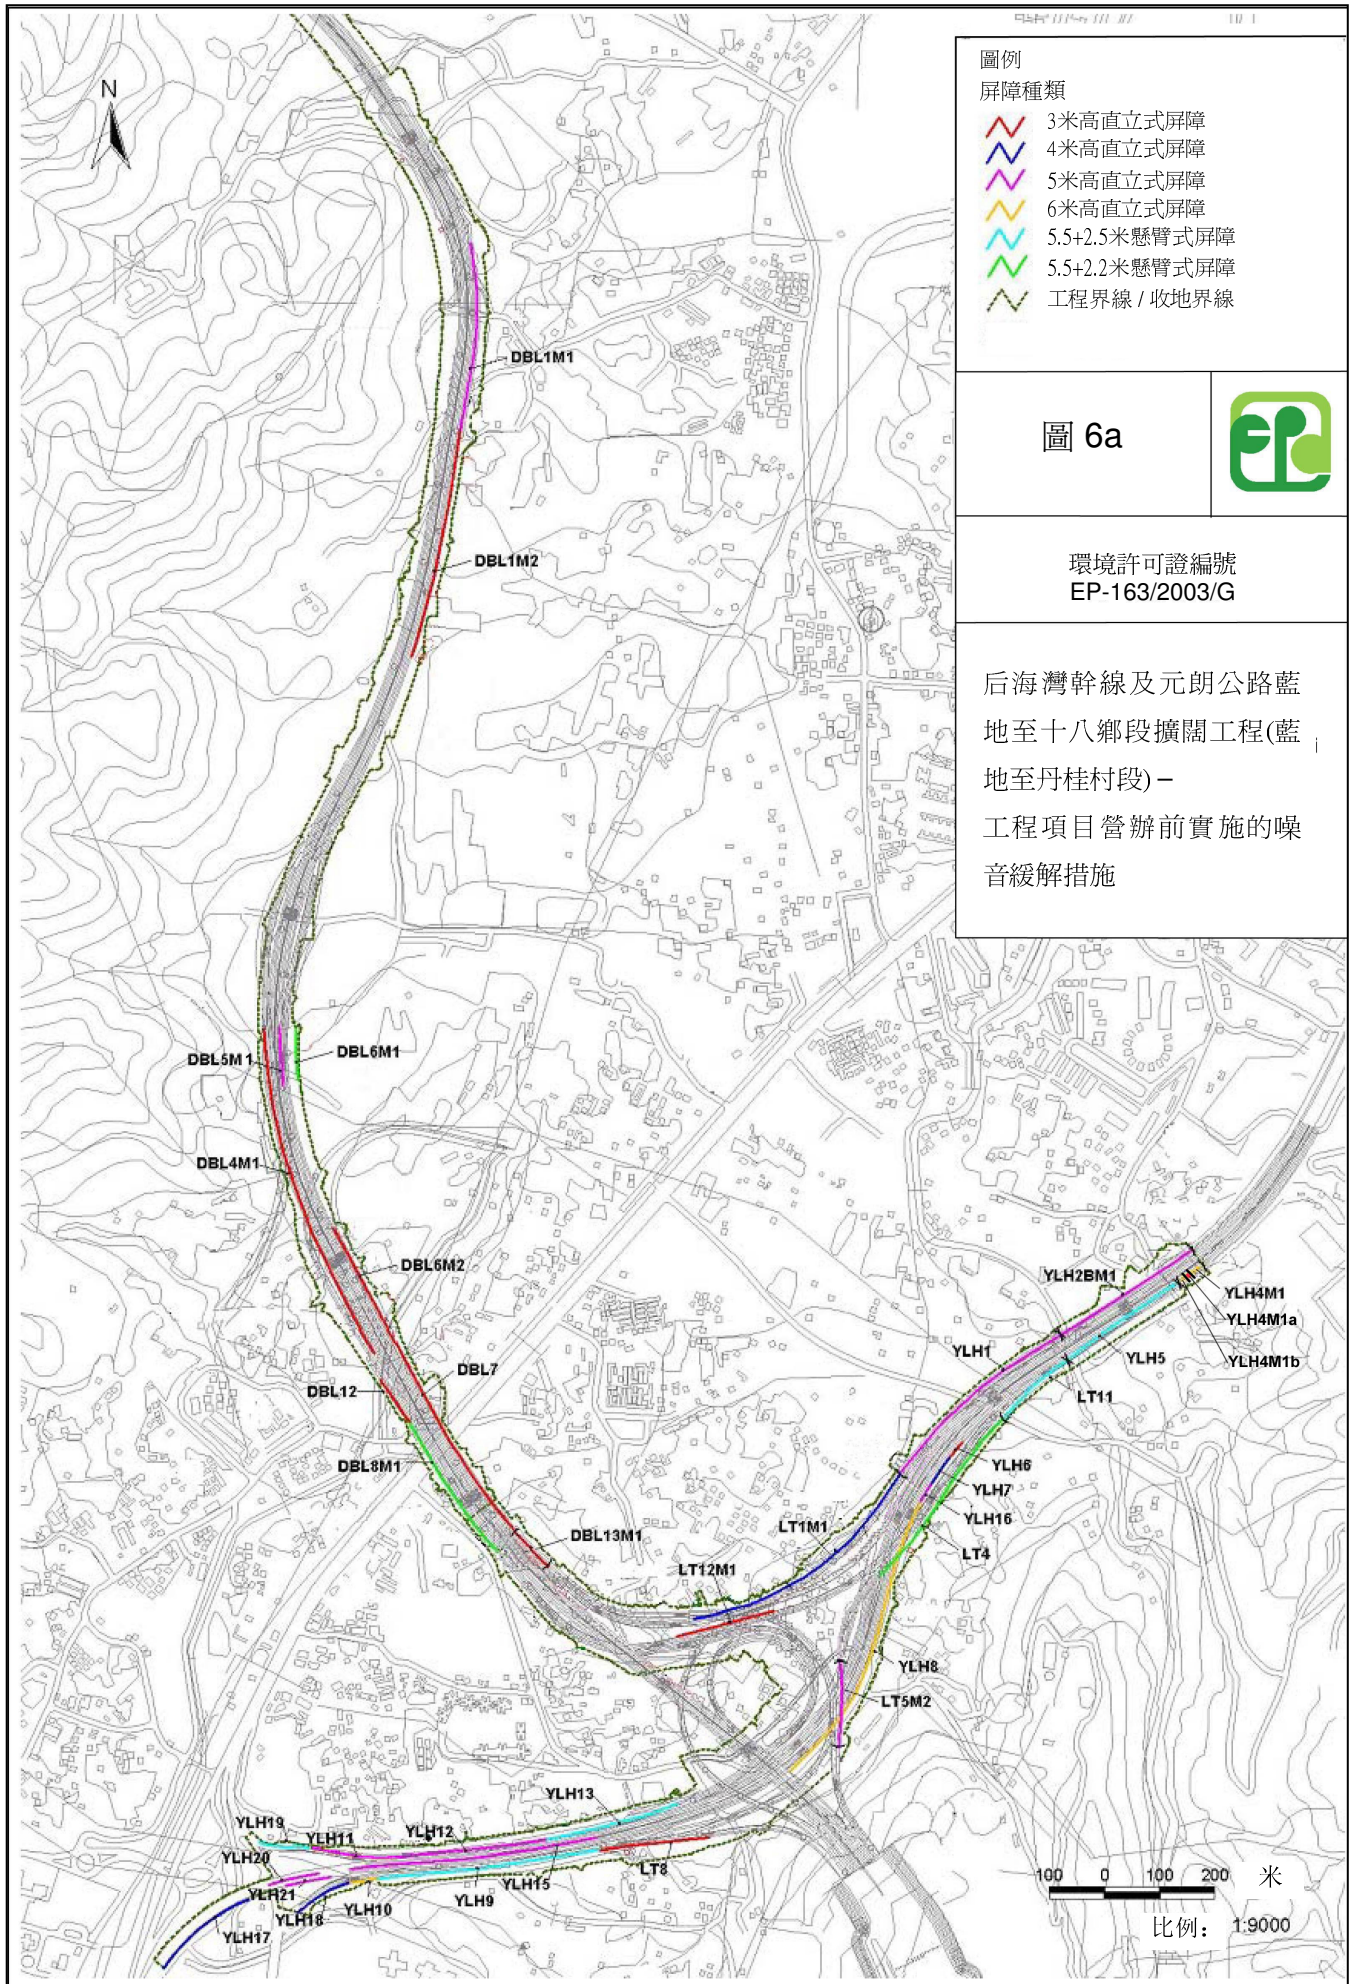 圖例
屏障種類
3米高直立式屏障
4米高直立式屏障
5米高直立式屏障
6米高直立式屏障
5.5+2.5米懸臂式屏障
5.5+2.2米懸臂式屏障
工程界線 / 收地界線
圖 6a
環境許可證編號
EP-163/2003/G
后海灣幹線及元朗公路藍
地至十八鄉段擴闊工程(藍
地至丹桂村段) –
工程項目營辦前實施的噪
音緩解措施
N
DBL1M1
DBL1M2
DBL5M1
DBL6M1
DBL4M1
DBL6M2
DBL7
DBL12
DBL8M1
DBL13M1
YLH2BM1
YLH4M1
YLH4M1a
YLH4M1b
YLH1
YLH5
LT11
YLH6
YLH7
YLH16
LT4
LT1M1
LT12M1
YLH8
LT5M2
YLH13
YLH19
YLH11
YLH12
YLH20
YLH21
YLH18
YLH10
YLH9
YLH15
LT8
YLH17
100 0 100 200 米
比例: 1:9000